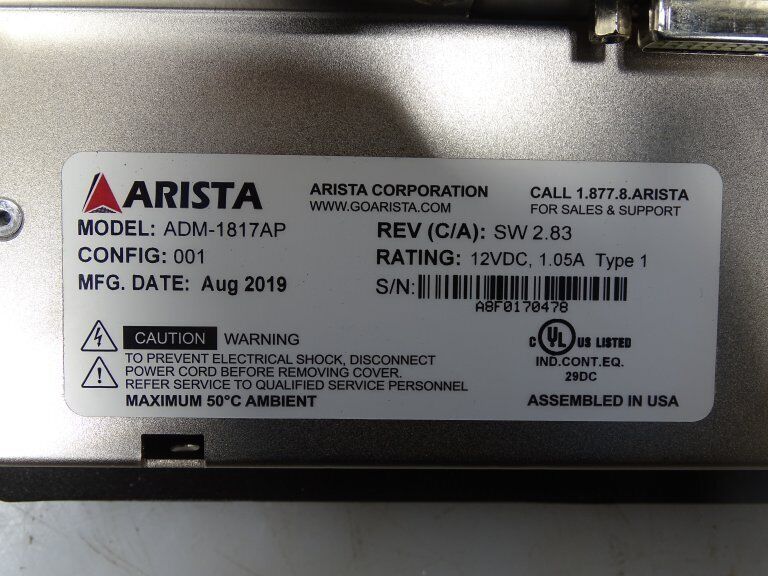 ARISTA
ARISTA CORPORATION
WWW.GOARISTA.COM
CALL 1.877.8.ARISTA
FOR SALES & SUPPORT
MODEL: ADM-1817AP
CONFIG: 001
MFG. DATE: Aug 2019
REV (C/A): SW 2.83
RATING: 12VDC, 1.05A Type 1
S/N:
A8F0170478
CAUTION WARNING
TO PREVENT ELECTRICAL SHOCK, DISCONNECT
POWER CORD BEFORE REMOVING COVER.
REFER SERVICE TO QUALIFIED SERVICE PERSONNEL
MAXIMUM 50°C AMBIENT
C UL US LISTED
IND.CONT.EQ.
29DC
ASSEMBLED IN USA